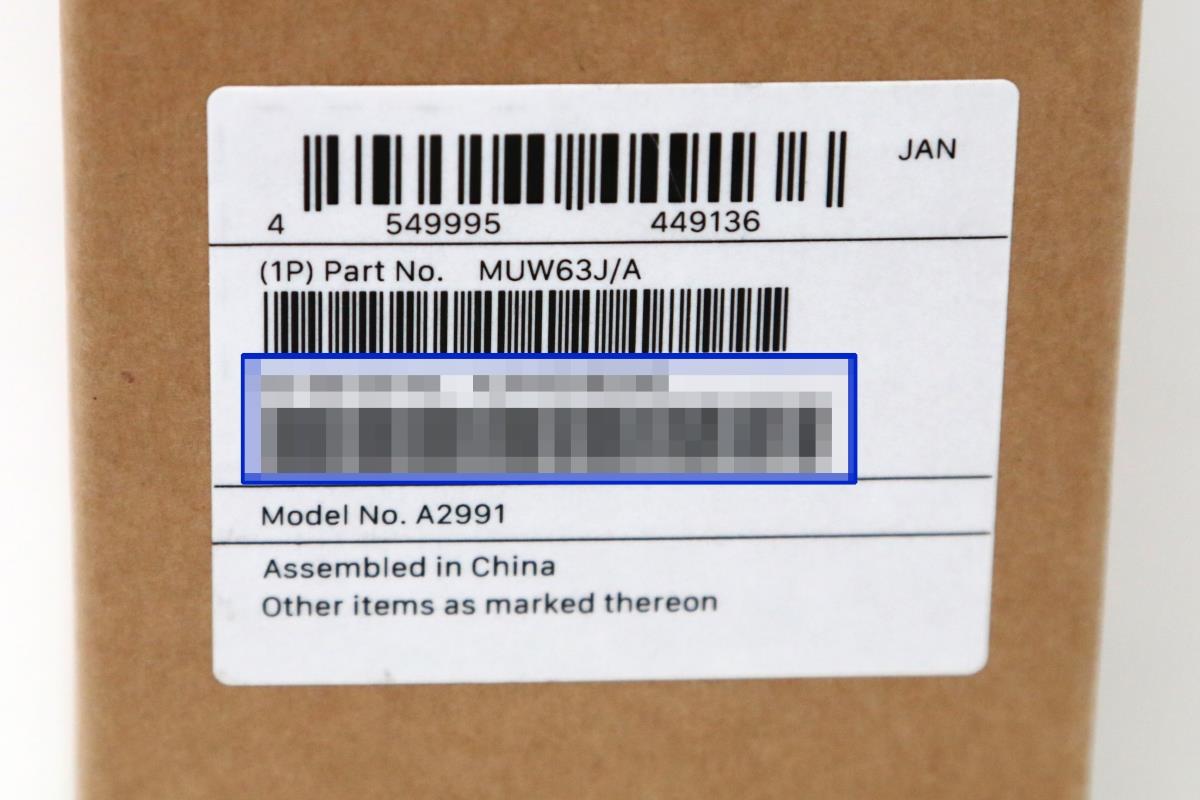 JAN
4 549995 449136
(1P) Part No. MUW63J/A
Model No. A2991
Assembled in China
Other items as marked thereon